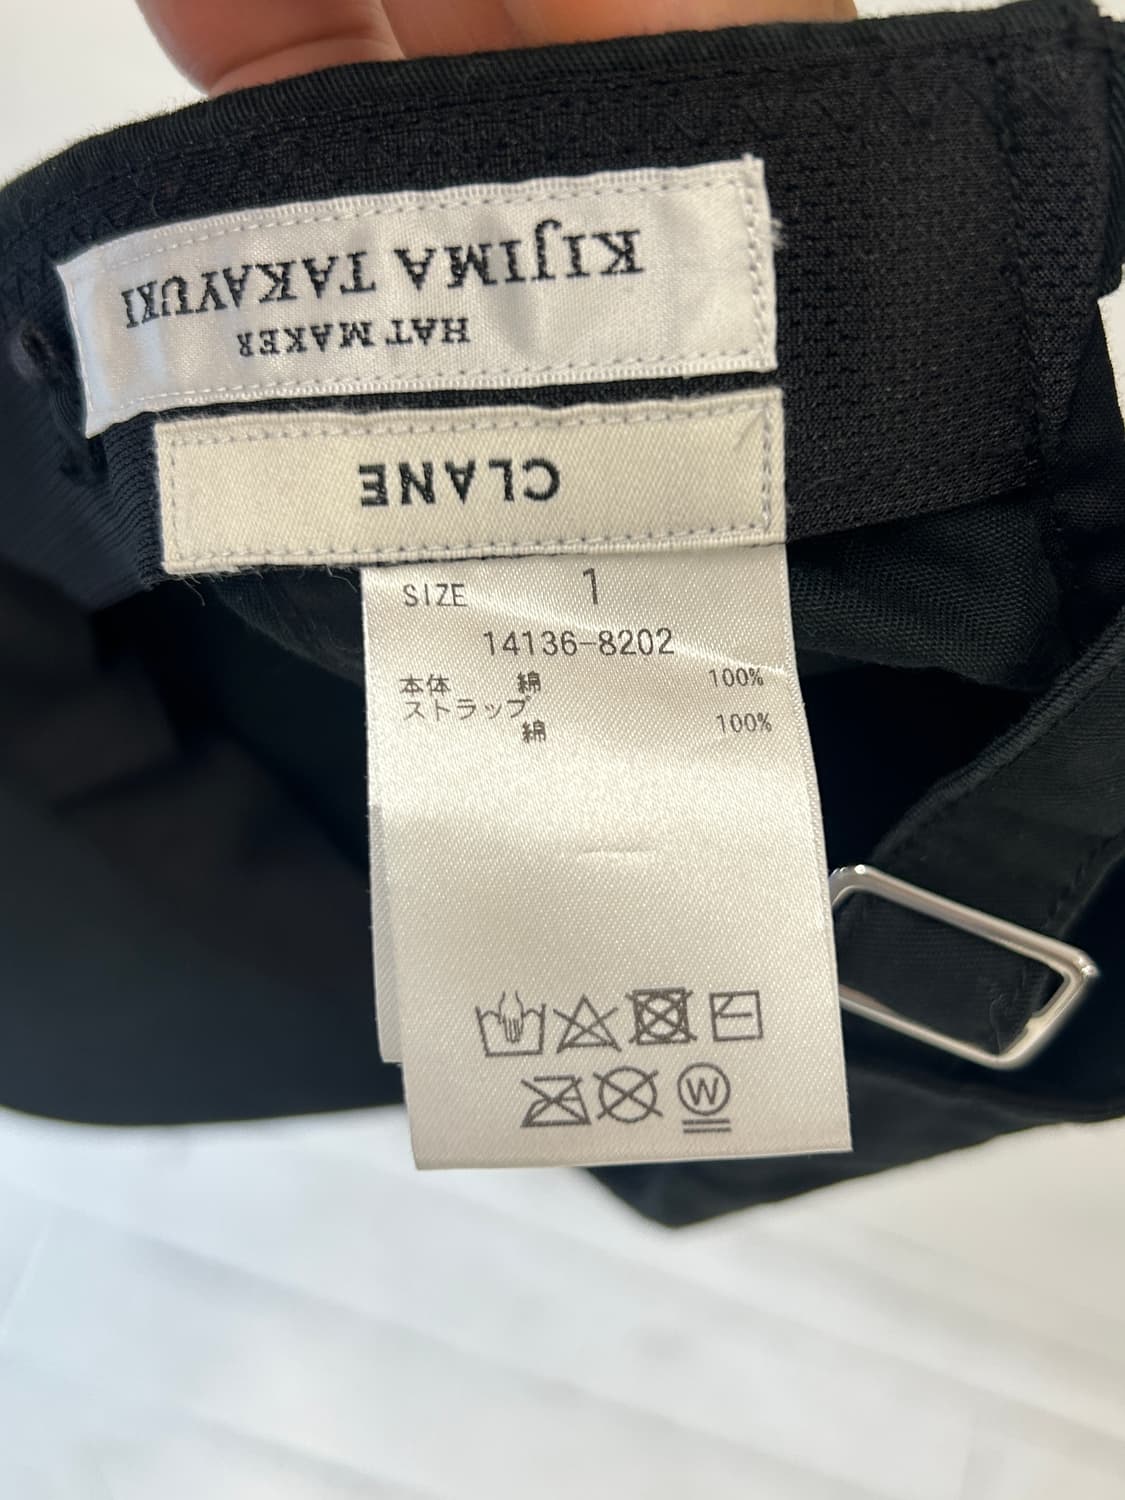 KIJIMA TAKAYUKI
HAT MAKER
CLANE
SIZE 1
14136-8202
本体 綿 100%
ストラップ
綿 100%
W